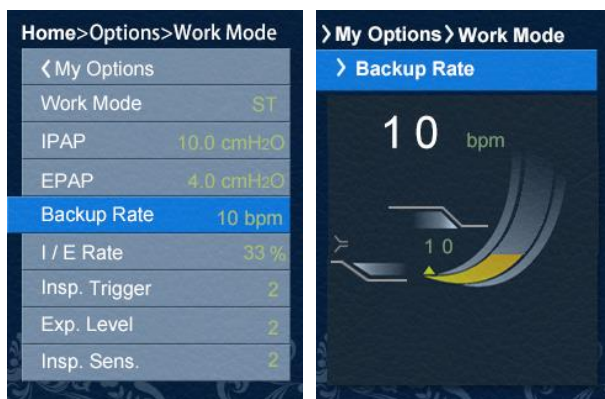 Home>Options>Work Mode
❮ My Options
Work Mode ST
IPAP 10.0 cmH2O
EPAP 4.0 cmH2O
Backup Rate 10 bpm
I / E Rate 33 %
Insp. Trigger 2
Exp. Level 2
Insp. Sens. 2
❯My Options❯Work Mode
❯ Backup Rate
10 bpm
10